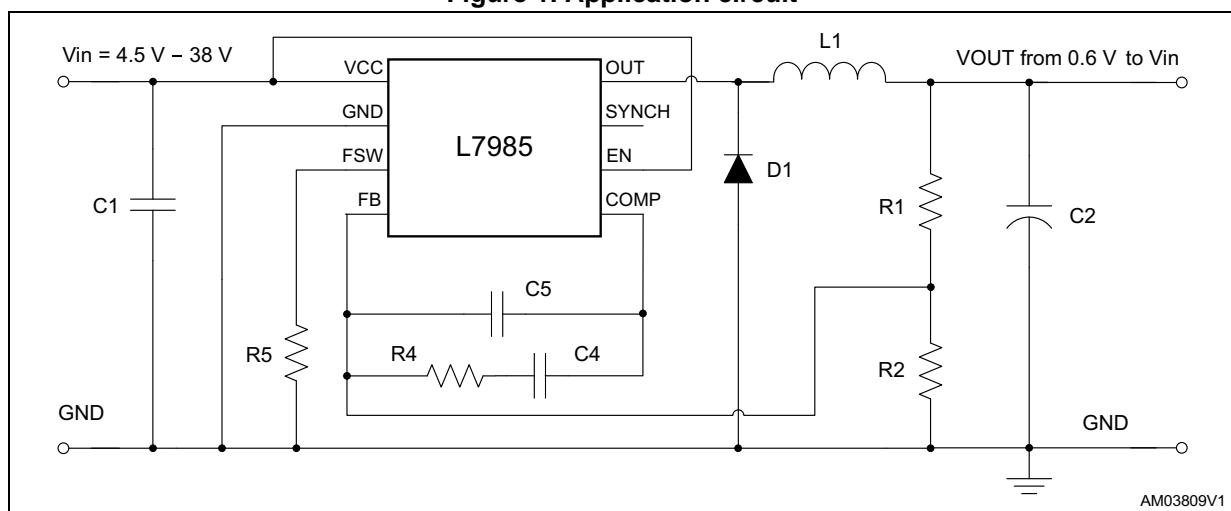 Figure 1. Application circuit
L1
Vin = 4.5 V – 38 V
VOUT from 0.6 V to Vin
VCC
OUT
GND
SYNCH
L7985
FSW
EN
D1
FB
COMP
C1
R1
C2
C5
R5
R4
C4
R2
GND
GND
AM03809V1